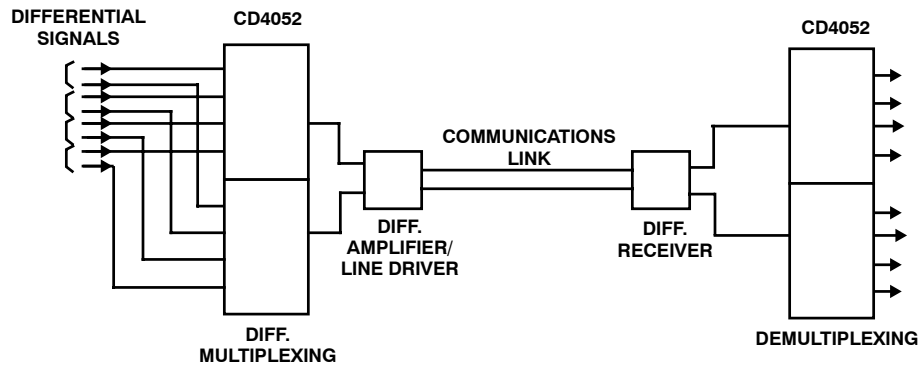 DIFFERENTIAL
SIGNALS
CD4052
CD4052
COMMUNICATIONS
LINK
DIFF.
AMPLIFIER/
LINE DRIVER
DIFF.
RECEIVER
DIFF.
MULTIPLEXING
DEMULTIPLEXING